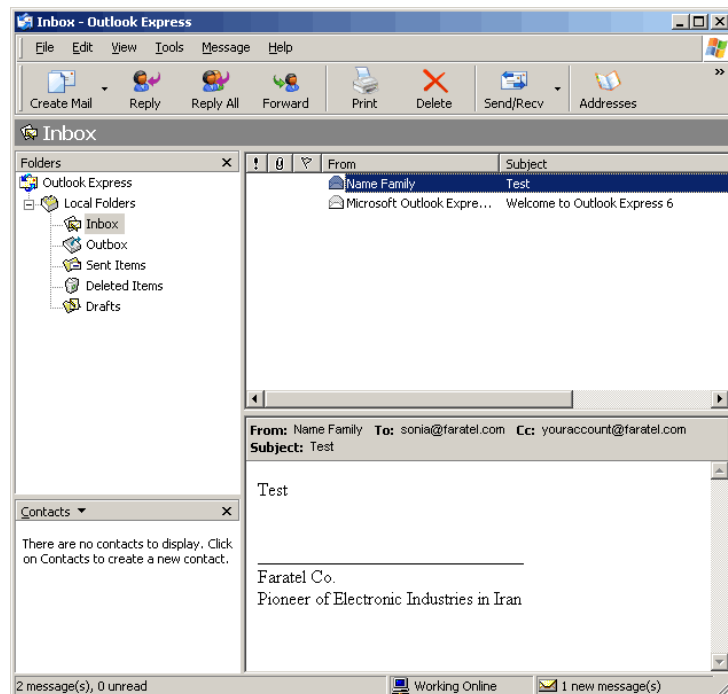 Inbox - Outlook Express
File Edit View Tools Message Help
Create Mail Reply Reply All Forward Print Delete Send/Recv Addresses »
Inbox
Folders
Outlook Express
Local Folders
Inbox
Outbox
Sent Items
Deleted Items
Drafts
! From Subject
Name Family Test
Microsoft Outlook Expre... Welcome to Outlook Express 6
From: Name Family To: sonia@faratel.com Cc: youraccount@faratel.com
Subject: Test
Test
Faratel Co.
Pioneer of Electronic Industries in Iran
Contacts
There are no contacts to display. Click
on Contacts to create a new contact.
2 message(s), 0 unread Working Online 1 new message(s)